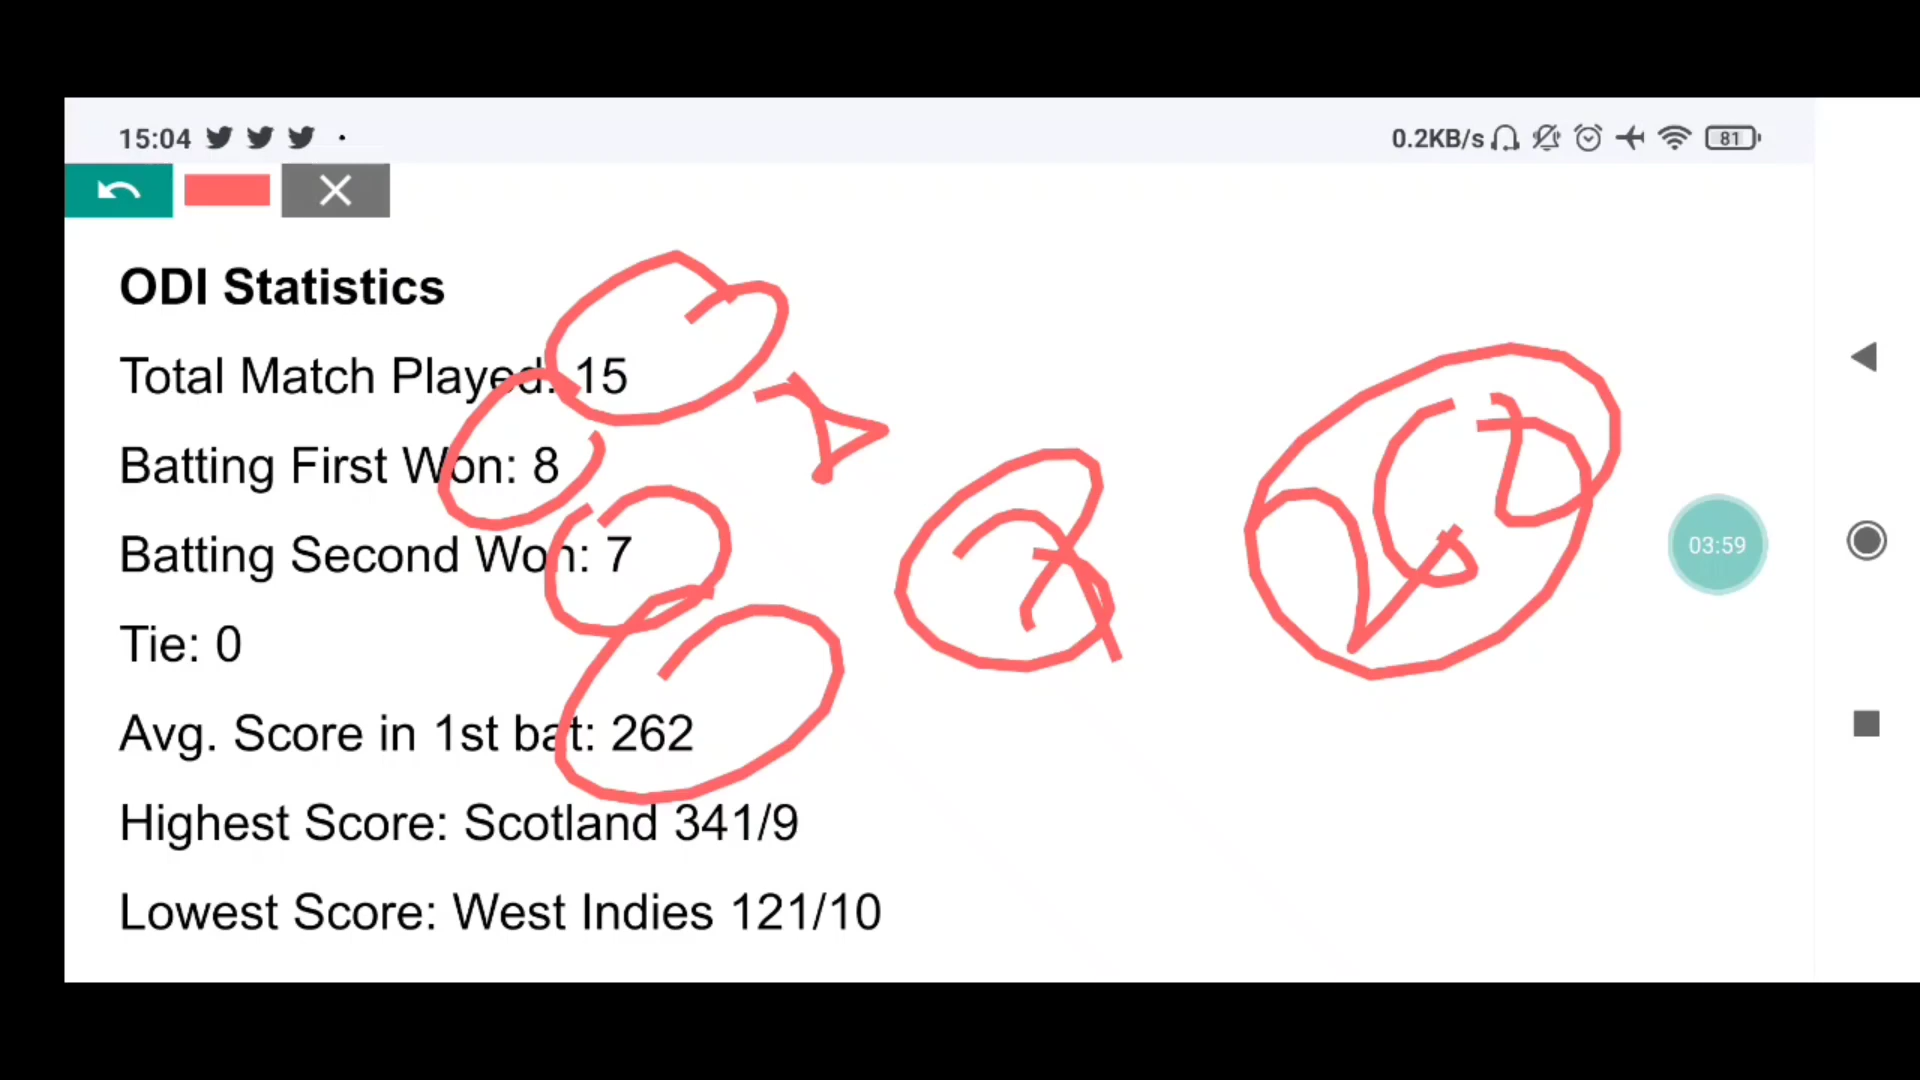 15:04 0.2KB/s 81
ODI Statistics
Total Match Played: 15
Batting First Won: 8
Batting Second Won: 7
03:59
Tie: 0
Avg. Score in 1st bat: 262
Highest Score: Scotland 341/9
Lowest Score: West Indies 121/10